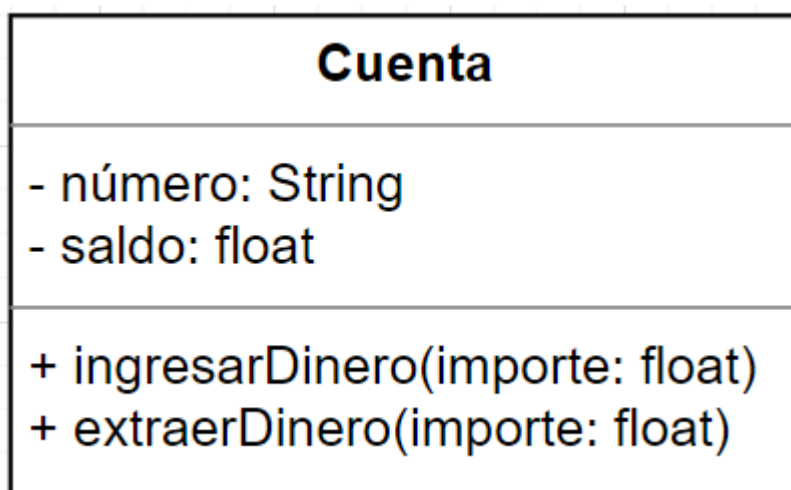 Cuenta
- número: String
- saldo: float
+ ingresarDinero(importe: float)
+ extraerDinero(importe: float)